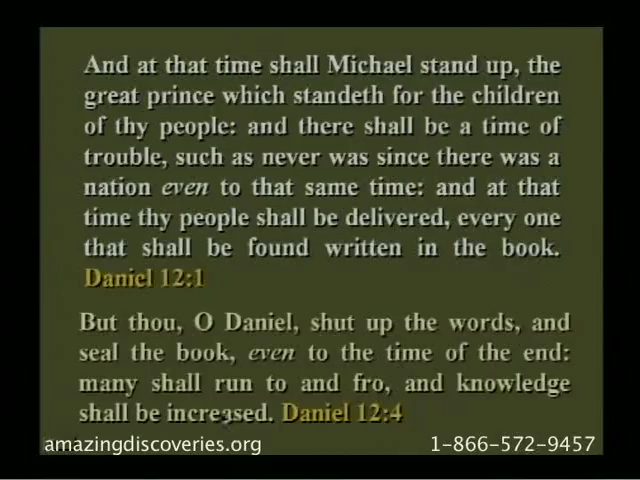 And at that time shall Michael stand up, the
great prince which standeth for the children
of thy people: and there shall be a time of
trouble, such as never was since there was a
nation even to that same time: and at that
time thy people shall be delivered, every one
that shall be found written in the book.
Daniel 12:1
But thou, O Daniel, shut up the words, and
seal the book, even to the time of the end:
many shall run to and fro, and knowledge
shall be increased. Daniel 12:4
amazingdiscoveries.org 1-866-572-9457